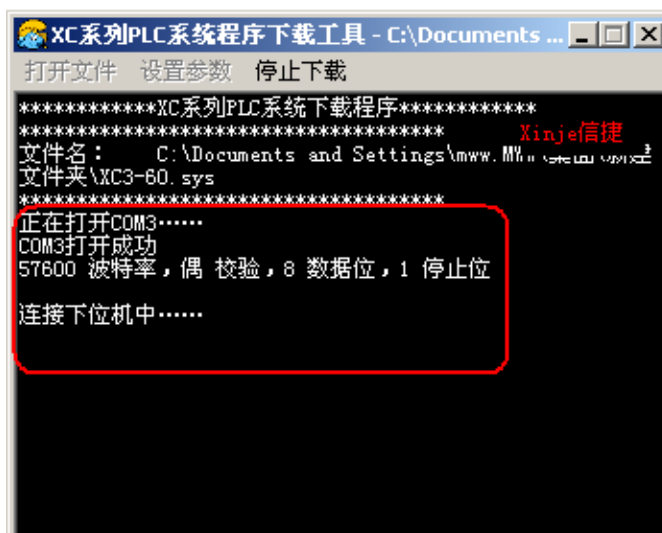 XC系列PLC系统程序下载工具 - C:\Documents ...
打开文件 设置参数 停止下载
************XC系列PLC系统下载程序************
*************************************
Xinje信捷
文件名： C:\Documents and Settings\mww.
文件夹\XC3-60.sys
*************************************
正在打开COM3……
COM3打开成功
57600 波特率，偶 校验，8 数据位，1 停止位
连接下位机中……